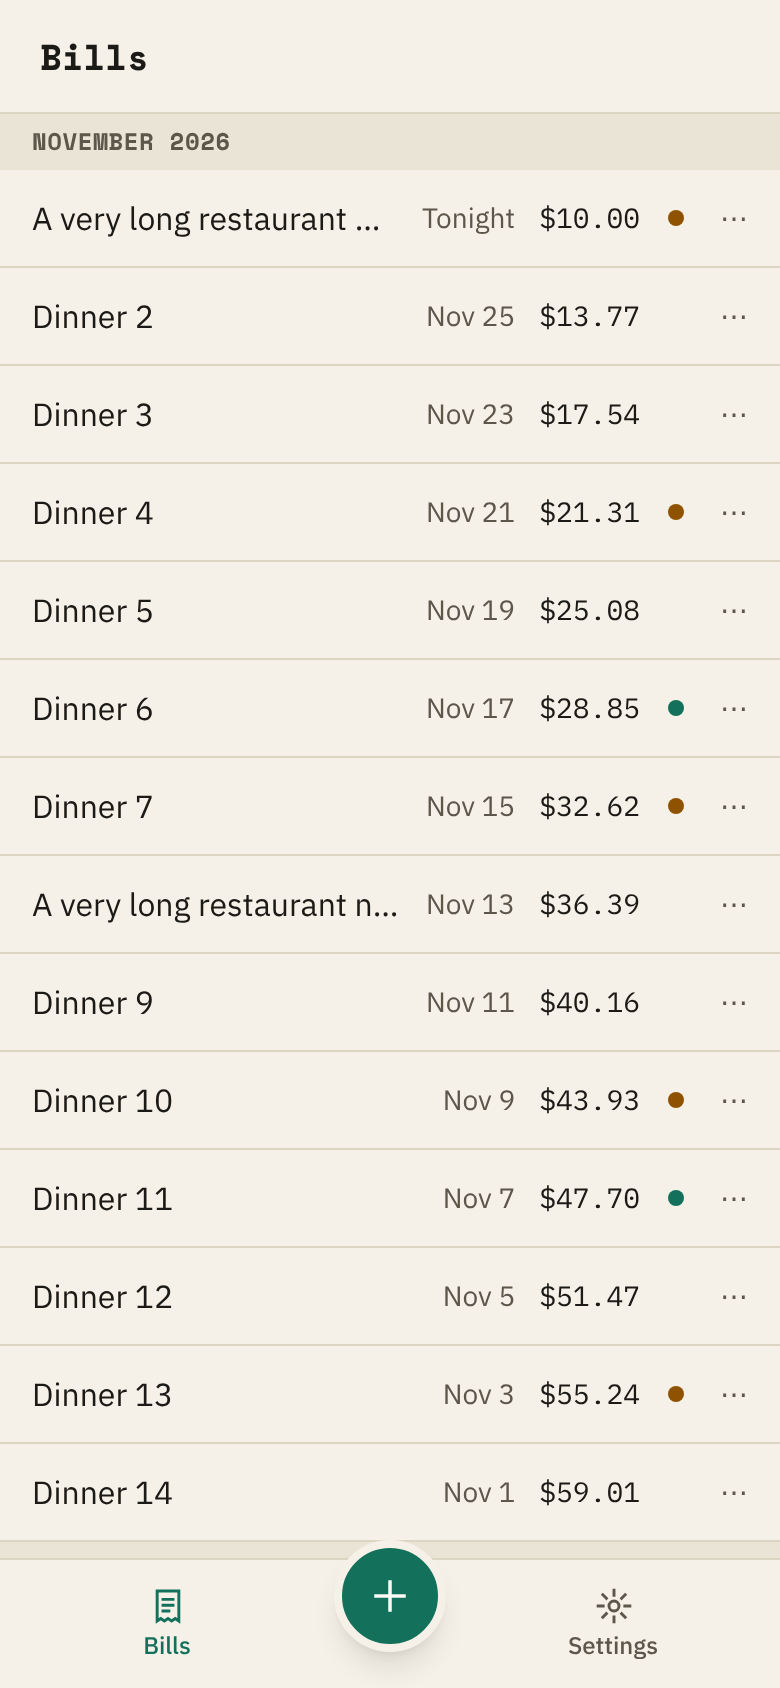 Bills
NOVEMBER 2026
A very long restaurant ... Tonight $10.00 ...
Dinner 2 Nov 25 $13.77 ...
Dinner 3 Nov 23 $17.54 ...
Dinner 4 Nov 21 $21.31 ...
Dinner 5 Nov 19 $25.08 ...
Dinner 6 Nov 17 $28.85 ...
Dinner 7 Nov 15 $32.62 ...
A very long restaurant n... Nov 13 $36.39 ...
Dinner 9 Nov 11 $40.16 ...
Dinner 10 Nov 9 $43.93 ...
Dinner 11 Nov 7 $47.70 ...
Dinner 12 Nov 5 $51.47 ...
Dinner 13 Nov 3 $55.24 ...
Dinner 14 Nov 1 $59.01 ...
Bills Settings